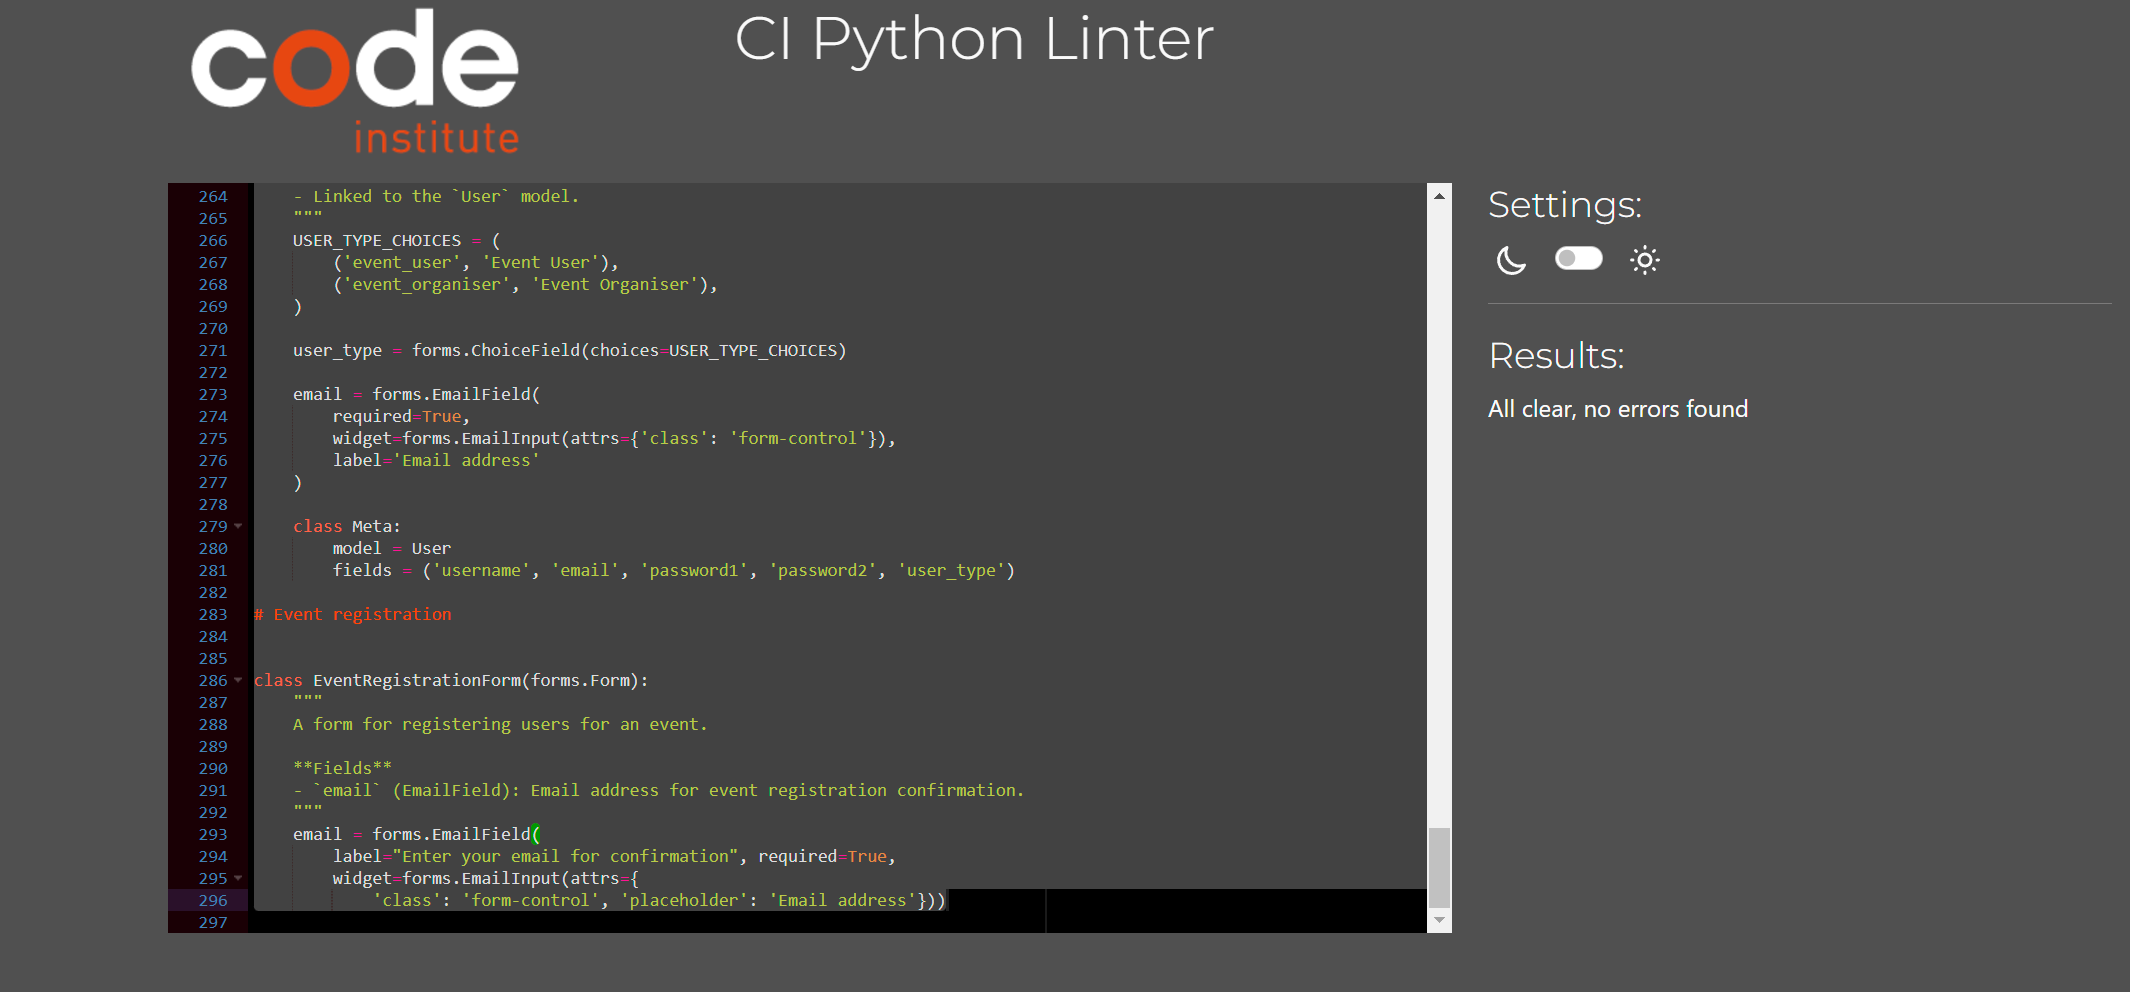 code
institute
CI Python Linter
264     - Linked to the `User` model.
265     """
266     USER_TYPE_CHOICES = (
267         ('event_user', 'Event User'),
268         ('event_organiser', 'Event Organiser'),
269     )
270
271     user_type = forms.ChoiceField(choices=USER_TYPE_CHOICES)
272
273     email = forms.EmailField(
274         required=True,
275         widget=forms.EmailInput(attrs={'class': 'form-control'}),
276         label='Email address'
277     )
278
279     class Meta:
280         model = User
281         fields = ('username', 'email', 'password1', 'password2', 'user_type')
282
283 # Event registration
284
285
286 class EventRegistrationForm(forms.Form):
287     """
288     A form for registering users for an event.
289
290     **Fields**
291     - `email` (EmailField): Email address for event registration confirmation.
292     """
293     email = forms.EmailField(
294         label="Enter your email for confirmation", required=True,
295         widget=forms.EmailInput(attrs={
296             'class': 'form-control', 'placeholder': 'Email address'}))
297
Settings:
Results:
All clear, no errors found